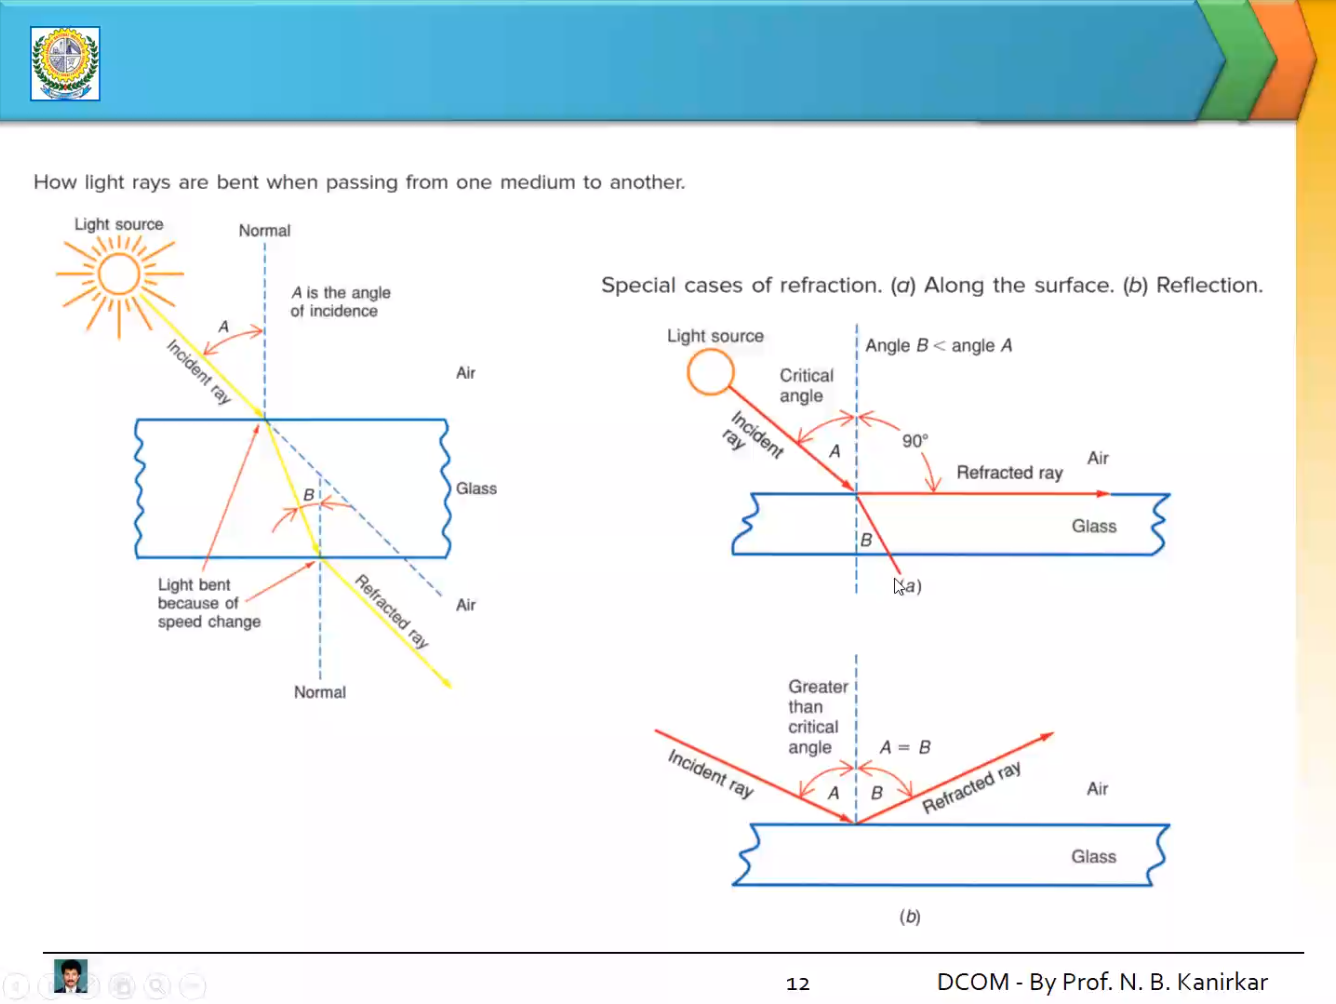 How light rays are bent when passing from one medium to another.
Light source
Normal
A is the angle
of incidence
A
Incident ray
Air
B
Glass
Light bent
because of
speed change
Refracted ray
Air
Normal
Special cases of refraction. (a) Along the surface. (b) Reflection.
Light source
Angle B < angle A
Critical
angle
Incident
ray
A
90°
Refracted ray
Air
Glass
B
(a)
Greater
than
critical
angle
A = B
Incident ray
A
B
Refracted ray
Air
Glass
(b)
12
DCOM - By Prof. N. B. Kanirkar